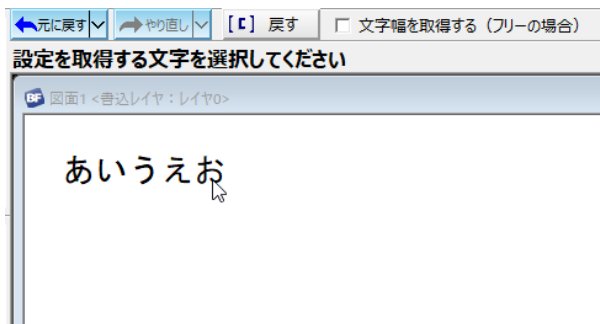 元に戻す やり直し [[] 戻す 文字幅を取得する（フリーの場合）
設定を取得する文字を選択してください
BF 図面1 <書込レイヤ：レイヤ0>
あいうえお